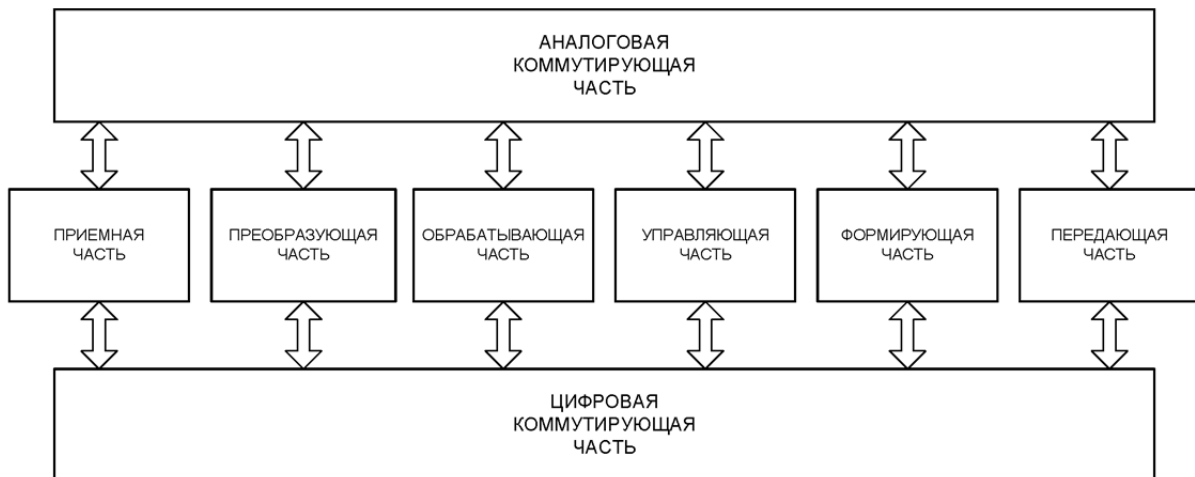 АНАЛОГОВАЯ
КОММУТИРУЮЩАЯ
ЧАСТЬ
ПРИЕМНАЯ
ЧАСТЬ
ПРЕОБРАЗУЮЩАЯ
ЧАСТЬ
ОБРАБАТЫВАЮЩАЯ
ЧАСТЬ
УПРАВЛЯЮЩАЯ
ЧАСТЬ
ФОРМИРУЮЩАЯ
ЧАСТЬ
ПЕРЕДАЮЩАЯ
ЧАСТЬ
ЦИФРОВАЯ
КОММУТИРУЮЩАЯ
ЧАСТЬ